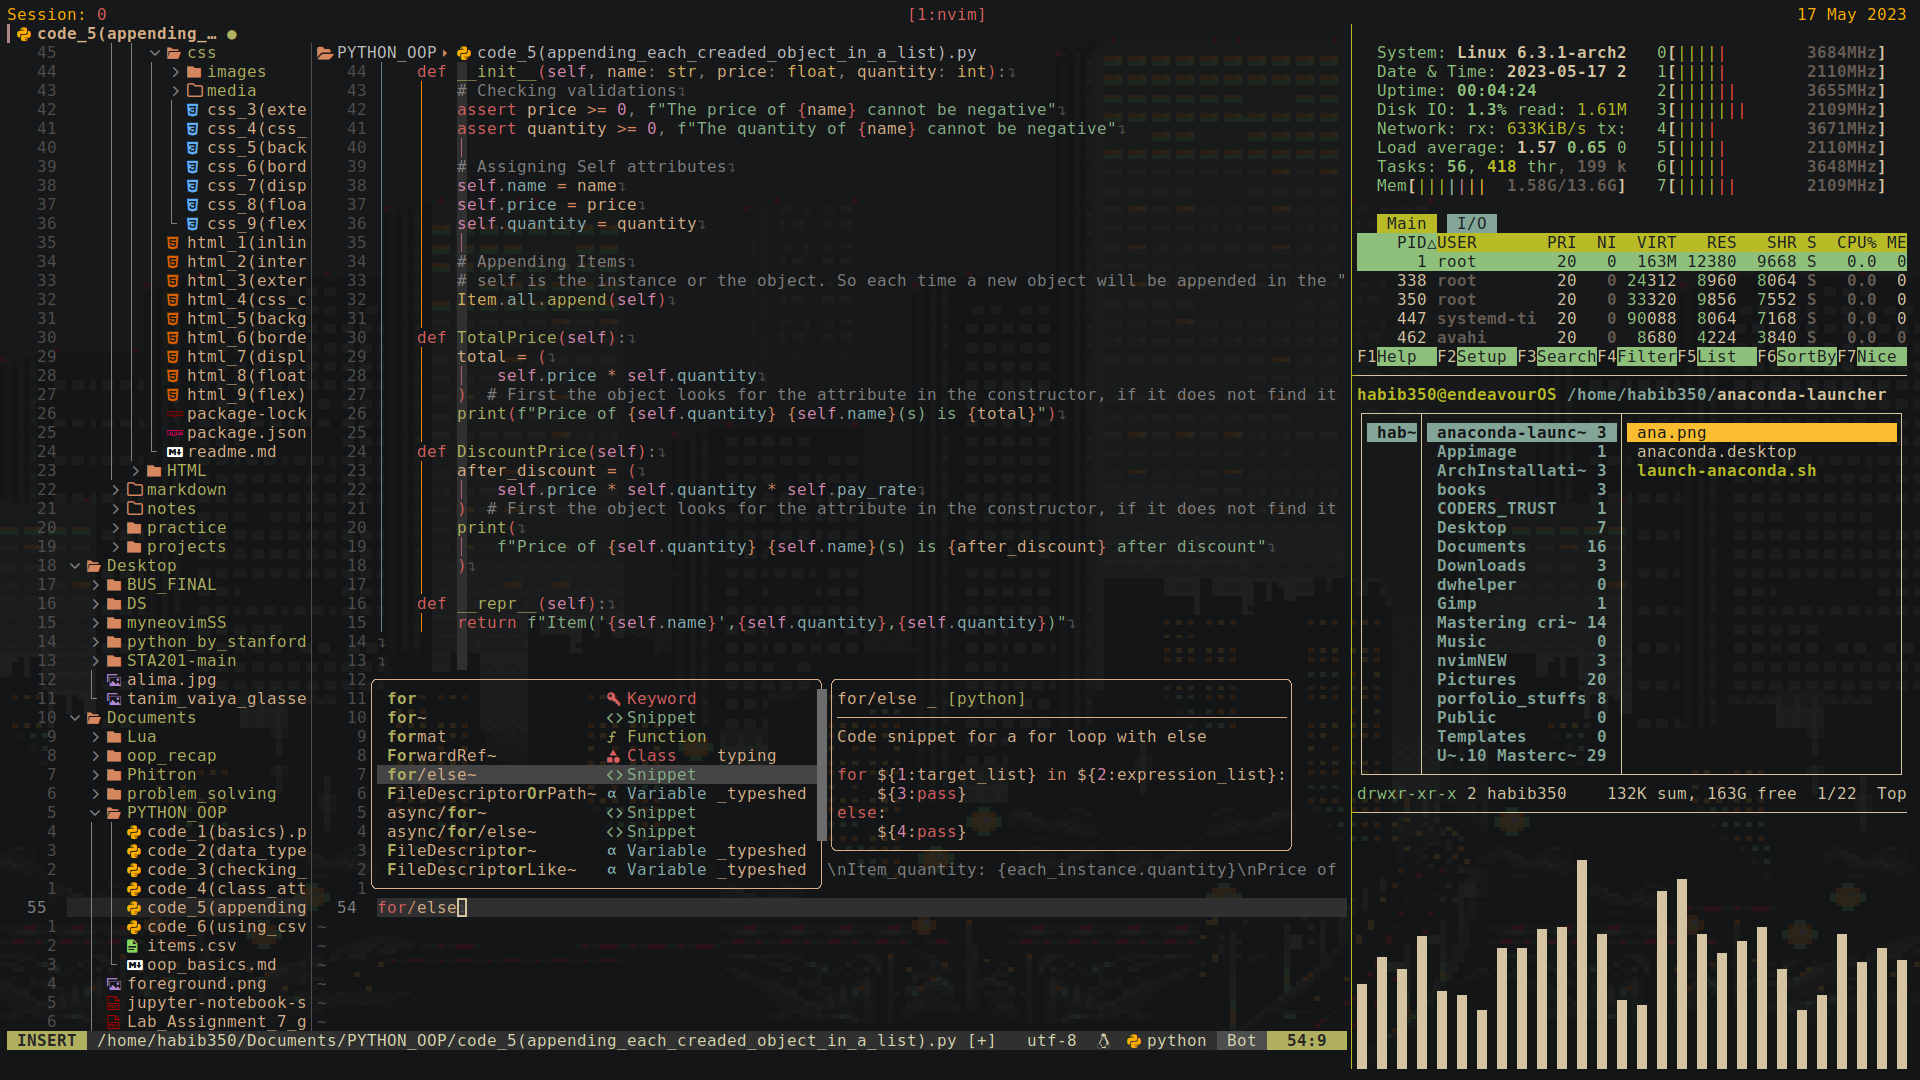 Session: 0
[1:nvim]
17 May 2023
code_5(appending_…
45 css
44 images
43 media
42 css_3(exte
41 css_4(css_
40 css_5(back
39 css_6(bord
38 css_7(disp
37 css_8(floa
36 css_9(flex
35 html_1(inlin
34 html_2(inter
33 html_3(exter
32 html_4(css_c
31 html_5(backg
30 html_6(borde
29 html_7(displ
28 html_8(float
27 html_9(flex)
26 package-lock
25 package.json
24 readme.md
23 HTML
22 markdown
21 notes
20 practice
19 projects
18 Desktop
17 BUS_FINAL
16 DS
15 myneovimSS
14 python_by_stanford
13 STA201-main
12 alima.jpg
11 tanim_vaiya_glasse
10 Documents
9 Lua
8 oop_recap
7 Phitron
6 problem_solving
5 PYTHON_OOP
4 code_1(basics).p
3 code_2(data_type
2 code_3(checking_
1 code_4(class_att
55 code_5(appending
1 code_6(using_csv
2 items.csv
3 oop_basics.md
4 foreground.png
5 jupyter-notebook-s
6 Lab_Assignment_7_g
PYTHON_OOP code_5(appending_each_creaded_object_in_a_list).py
44 def __init__(self, name: str, price: float, quantity: int):
43 # Checking validations
42 assert price >= 0, f"The price of {name} cannot be negative"
41 assert quantity >= 0, f"The quantity of {name} cannot be negative"
40
39 # Assigning Self attributes
38 self.name = name
37 self.price = price
36 self.quantity = quantity
35
34 # Appending Items
33 # self is the instance or the object. So each time a new object will be appended in the "
32 Item.all.append(self)
31
30 def TotalPrice(self):
29 total = (
28 self.price * self.quantity
27 ) # First the object looks for the attribute in the constructor, if it does not find it
26 print(f"Price of {self.quantity} {self.name}(s) is {total}")
25
24 def DiscountPrice(self):
23 after_discount = (
22 self.price * self.quantity * self.pay_rate
21 ) # First the object looks for the attribute in the constructor, if it does not find it
20 print(
19 f"Price of {self.quantity} {self.name}(s) is {after_discount} after discount"
18 )
17
16 def __repr__(self):
15 return f"Item('{self.name}',{self.quantity},{self.quantity})"
14
13
12
11 for Keyword
10 for~ Snippet
9 format Function
8 ForwardRef~ Class typing
7 for/else~ Snippet
6 FileDescriptorOrPath~ Variable _typeshed
5 async/for~ Snippet
4 async/for/else~ Snippet
3 FileDescriptor~ Variable _typeshed
2 FileDescriptorLike~ Variable _typeshed
1
54 for/else
for/else _ [python]
Code snippet for a for loop with else
for ${1:target_list} in ${2:expression_list}:
${3:pass}
else:
${4:pass}
\nItem_quantity: {each_instance.quantity}\nPrice of
~
~
~
~
~
~
INSERT /home/habib350/Documents/PYTHON_OOP/code_5(appending_each_creaded_object_in_a_list).py [+] utf-8 python Bot 54:9
System: Linux 6.3.1-arch2 0[||||| 3684MHz]
Date & Time: 2023-05-17 2 1[||||| 2110MHz]
Uptime: 00:04:24 2[|||||| 3655MHz]
Disk IO: 1.3% read: 1.61M 3[||||||| 2109MHz]
Network: rx: 633KiB/s tx: 4[|||| 3671MHz]
Load average: 1.57 0.65 0 5[||||| 2110MHz]
Tasks: 56, 418 thr, 199 k 6[||||| 3648MHz]
Mem[||||||| 1.58G/13.6G] 7[|||||| 2109MHz]
Main I/O
PID△USER PRI NI VIRT RES SHR S CPU% ME
1 root 20 0 163M 12380 9668 S 0.0 0
338 root 20 0 24312 8960 8064 S 0.0 0
350 root 20 0 33320 9856 7552 S 0.0 0
447 systemd-ti 20 0 90088 8064 7168 S 0.0 0
462 avahi 20 0 8680 4224 3840 S 0.0 0
F1Help F2Setup F3SearchF4FilterF5List F6SortByF7Nice
habib350@endeavourOS /home/habib350/anaconda-launcher
hab~ anaconda-launc~ 3 ana.png
Appimage 1 anaconda.desktop
ArchInstallati~ 3 launch-anaconda.sh
books 3
CODERS_TRUST 1
Desktop 7
Documents 16
Downloads 3
dwhelper 0
Gimp 1
Mastering cri~ 14
Music 0
nvimNEW 3
Pictures 20
porfolio_stuffs 8
Public 0
Templates 0
U~.10 Masterc~ 29
drwxr-xr-x 2 habib350 132K sum, 163G free 1/22 Top